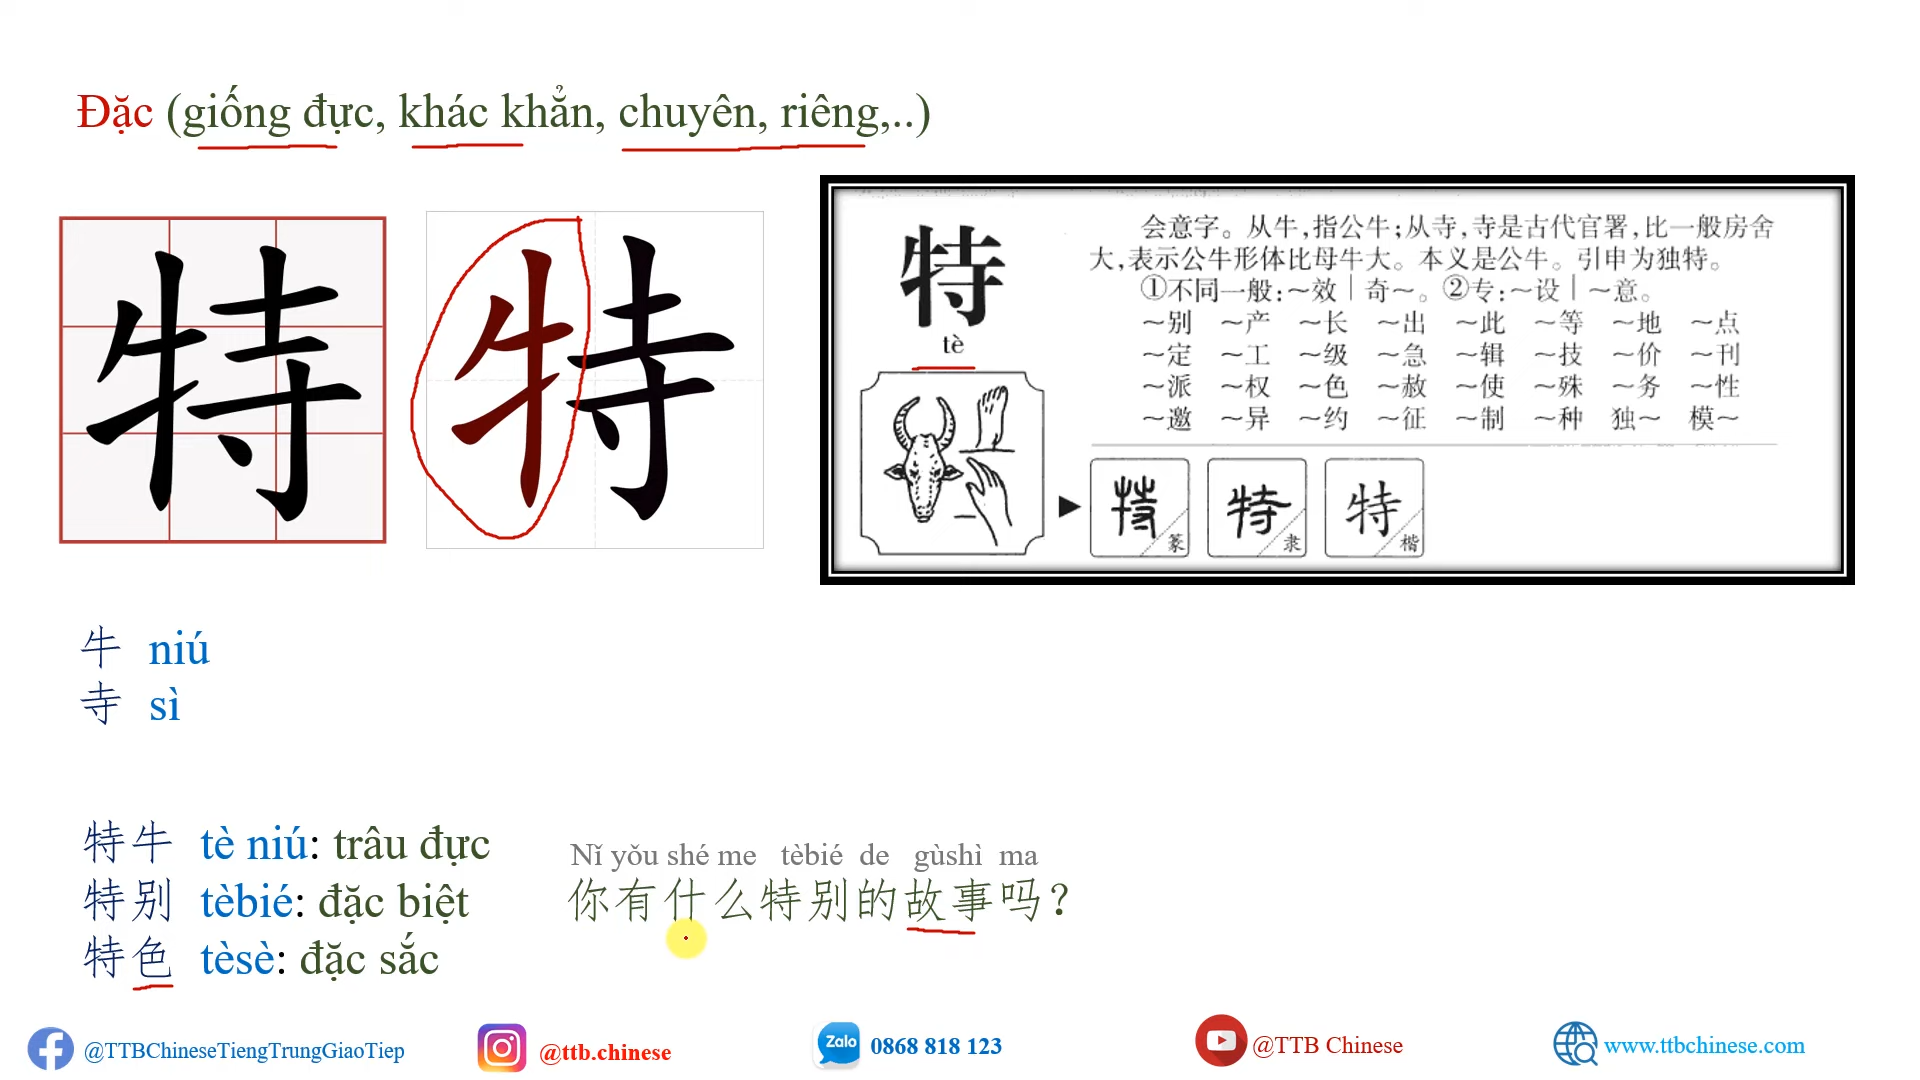 Đặc (giống đực, khác khẳn, chuyên, riêng,..)
特
特
特
tè
会意字。从牛,指公牛;从寺,寺是古代官署,比一般房舍
大,表示公牛形体比母牛大。本义是公牛。引申为独特。
①不同一般:~效|奇~。②专:~设|~意。
~别 ~产 ~长 ~出 ~此 ~等 ~地 ~点
~定 ~工 ~级 ~急 ~辑 ~技 ~价 ~刊
~派 ~权 ~色 ~赦 ~使 ~殊 ~务 ~性
~邀 ~异 ~约 ~征 ~制 ~种 独~ 模~
特 篆 特 隶 特 楷
牛 niú
寺 sì
特牛 tè niú: trâu đực
特别 tèbié: đặc biệt
特色 tèsè: đặc sắc
Nǐ yǒu shé me tèbié de gùshì ma
你有什么特别的故事吗?
@TTBChineseTiengTrungGiaoTiep
@ttb.chinese
Zalo 0868 818 123
@TTB Chinese
www.ttbchinese.com